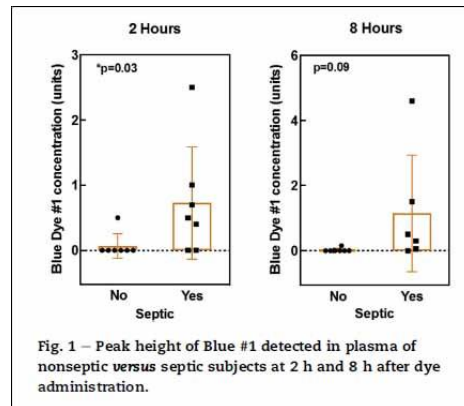 2 Hours
8 Hours
*p=0.03
p=0.09
Blue Dye #1 concentration (units)
3
2
1
0
No
Yes
Septic
Blue Dye #1 concentration (units)
6
4
2
0
No
Yes
Septic
Fig. 1 – Peak height of Blue #1 detected in plasma of
nonseptic versus septic subjects at 2 h and 8 h after dye
administration.